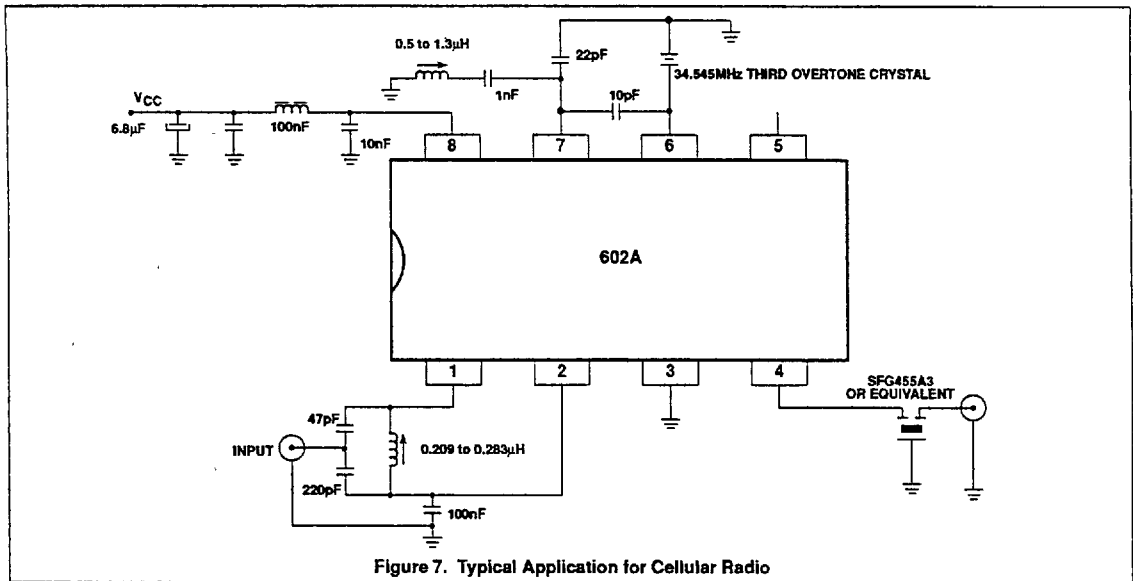 0.5 to 1.3µH
22pF
34.545MHz THIRD OVERTONE CRYSTAL
1nF
10pF
VCC
6.8µF
100nF
10nF
8
7
6
5
602A
1
2
3
4
SFG455A3
OR EQUIVALENT
47pF
INPUT
0.209 to 0.283µH
220pF
100nF
Figure 7. Typical Application for Cellular Radio